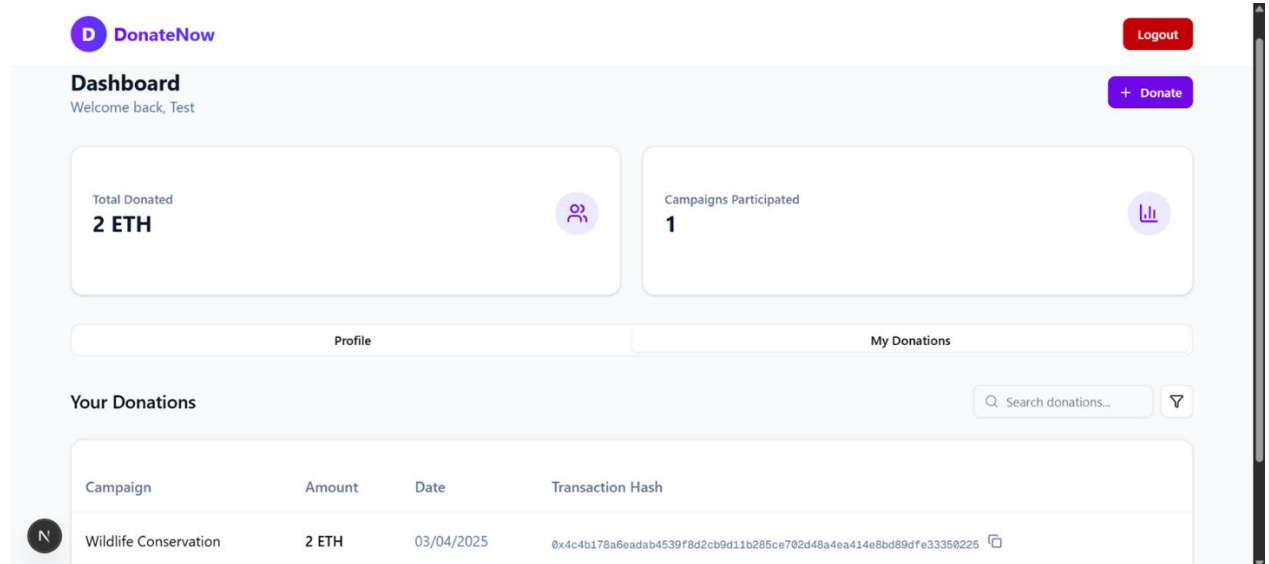 D DonateNow Logout
Dashboard
Welcome back, Test
+ Donate
Total Donated
2 ETH
Campaigns Participated
1
Profile My Donations
Your Donations Search donations...
Campaign Amount Date Transaction Hash
N Wildlife Conservation 2 ETH 03/04/2025 0x4c4b178a6eadab4539f8d2cb9d11b285ce702d48a4ea414e8bd89dfe33350225